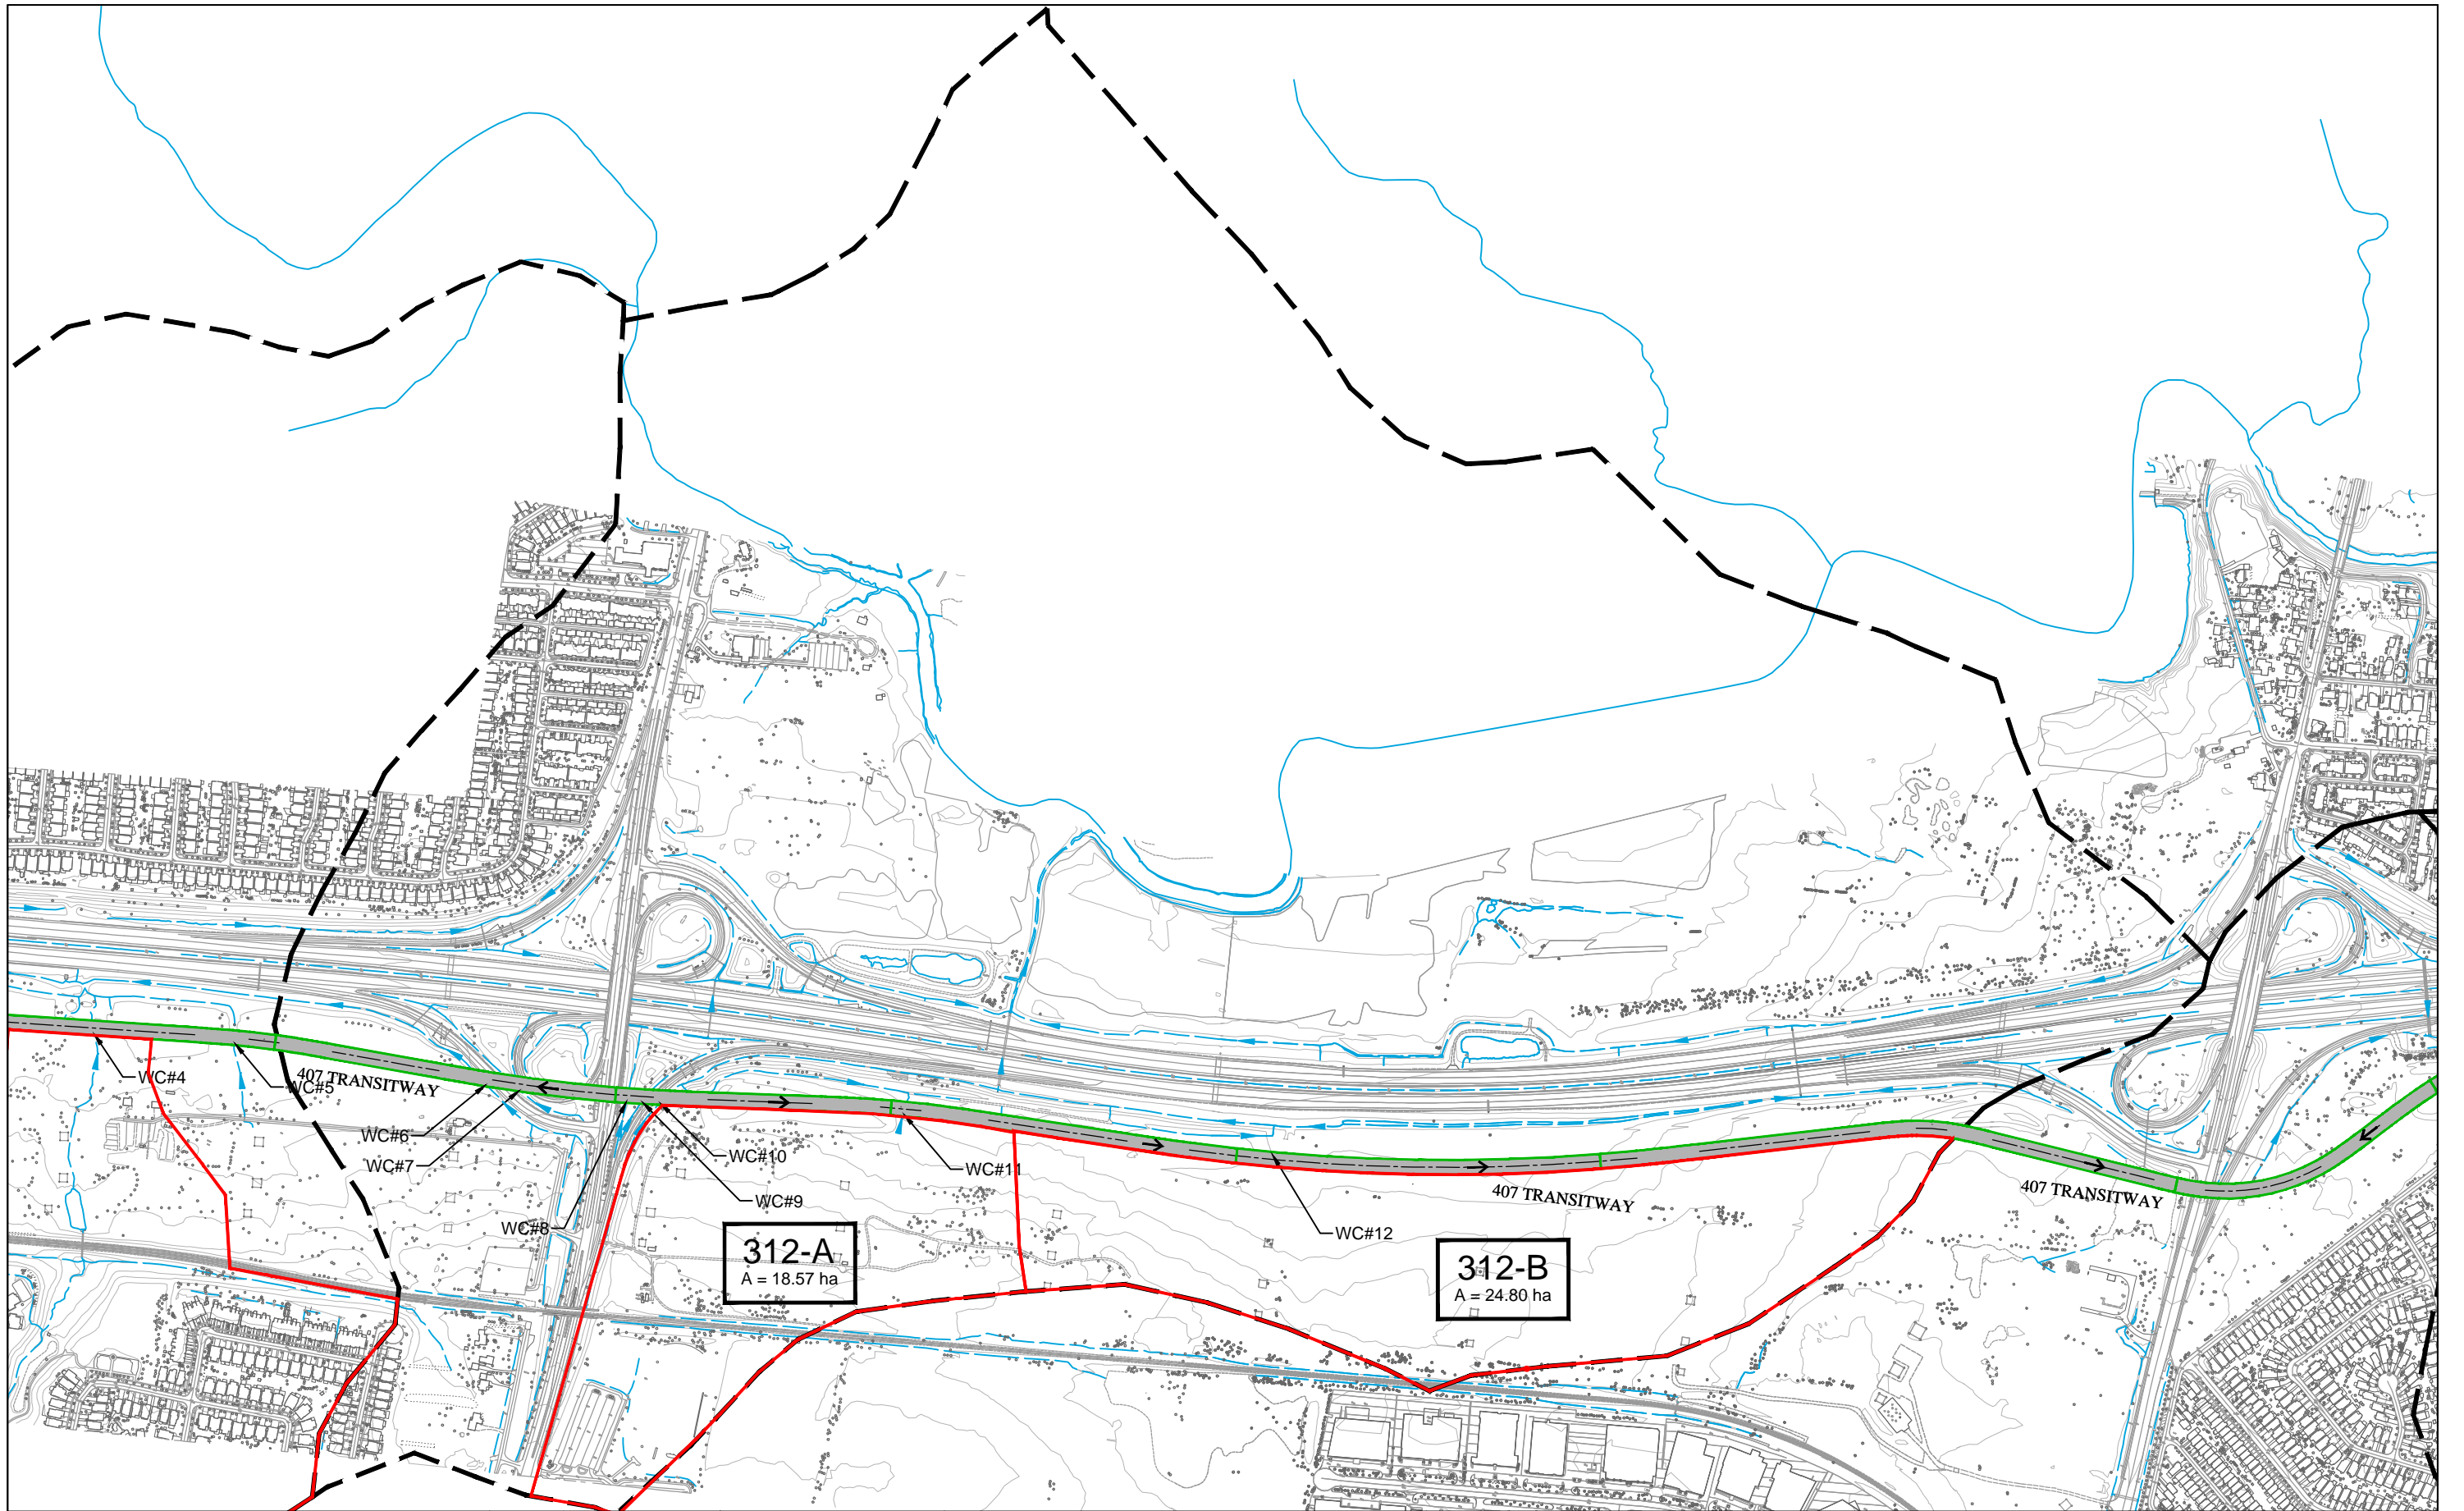 WC#4
WC#5
407 TRANSITWAY
WC#6
WC#7
WC#8
WC#10
WC#9
WC#11
WC#12
407 TRANSITWAY
407 TRANSITWAY
312-A
A = 18.57 ha
312-B
A = 24.80 ha